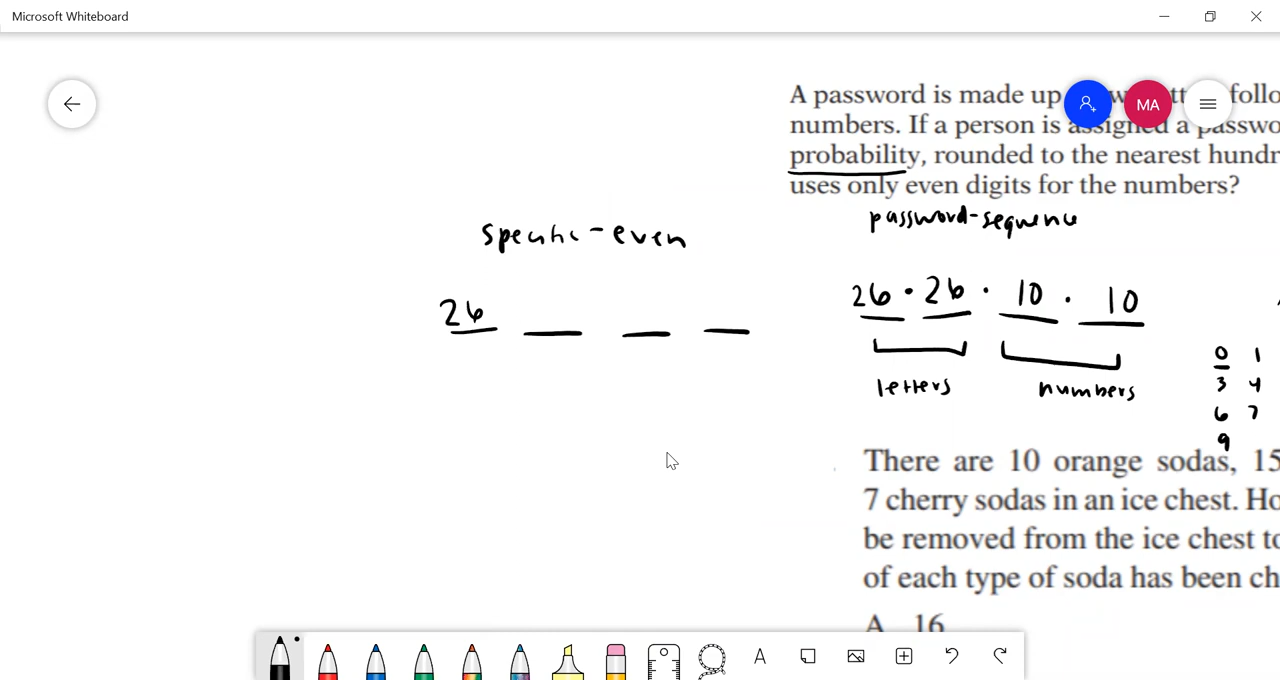 Microsoft Whiteboard
A password is made up follo
MA
numbers. If a person is assigned a passwo
probability, rounded to the nearest hundr
uses only even digits for the numbers?
password-sequence
specific-even
26 · 26 · 10 · 10
26
letters
numbers
0 1
3 4
6 7
9
There are 10 orange sodas, 15
7 cherry sodas in an ice chest. Ho
be removed from the ice chest to
of each type of soda has been ch
A 16
A